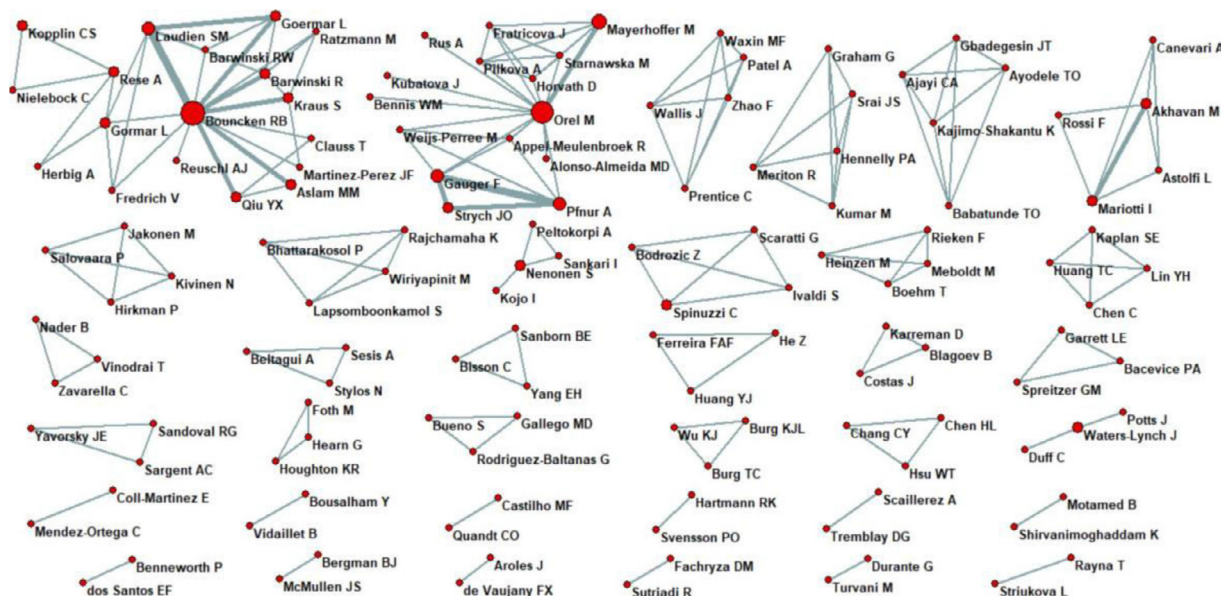 Kopplin CS
Nielebock C
Rese A
Laudien SM
Goermar L
Barwinski RW
Ratzmann M
Barwinski R
Kraus S
Bouncken RB
Gormar L
Herbig A
Fredrich V
Reuschl AJ
Clauss T
Martinez-Perez JF
Aslam MM
Qiu YX
Rus A
Fratricova J
Mayerhoffer M
Pilkova A
Starnawska M
Horvath D
Kubatova J
Bennis WM
Orel M
Weijs-Perree M
Appel-Meulenbroek R
Alonso-Almeida MD
Gauger F
Strych JO
Pfnur A
Waxin MF
Patel A
Wallis J
Zhao F
Prentice C
Graham G
Srai JS
Hennelly PA
Meriton R
Kumar M
Gbadegesin JT
Ajayi CA
Ayodele TO
Kajimo-Shakantu K
Babatunde TO
Canevari A
Rossi F
Akhavan M
Astolfi L
Mariotti I
Jakonen M
Salovaara P
Kivinen N
Hirkman P
Bhattarakosol P
Rajchamaha K
Wiriyapinit M
Lapsomboonkamol S
Peltokorpi A
Sankari I
Nenonen S
Kojo I
Bodrozic Z
Scaratti G
Ivaldi S
Spinuzzi C
Rieken F
Heinzen M
Meboldt M
Boehm T
Kaplan SE
Huang TC
Lin YH
Chen C
Nader B
Vinodrai T
Zavarella C
Beltagui A
Sesis A
Stylos N
Sanborn BE
Bisson C
Yang EH
Ferreira FAF
He Z
Huang YJ
Karreman D
Blagoev B
Costas J
Garrett LE
Bacevice PA
Spreitzer GM
Yavorsky JE
Sandoval RG
Sargent AC
Foth M
Hearn G
Houghton KR
Bueno S
Gallego MD
Rodriguez-Baltanas G
Wu KJ
Burg KJL
Burg TC
Chang CY
Chen HL
Hsu WT
Potts J
Waters-Lynch J
Duff C
Coll-Martinez E
Mendez-Ortega C
Bousalham Y
Vidaillet B
Castilho MF
Quandt CO
Hartmann RK
Svensson PO
Scaillerez A
Tremblay DG
Motamed B
Shirvanimoghaddam K
Benneworth P
dos Santos EF
Bergman BJ
McMullen JS
Aroles J
de Vaujany FX
Fachryza DM
Sutriadi R
Durante G
Turvani M
Rayna T
Striukova L